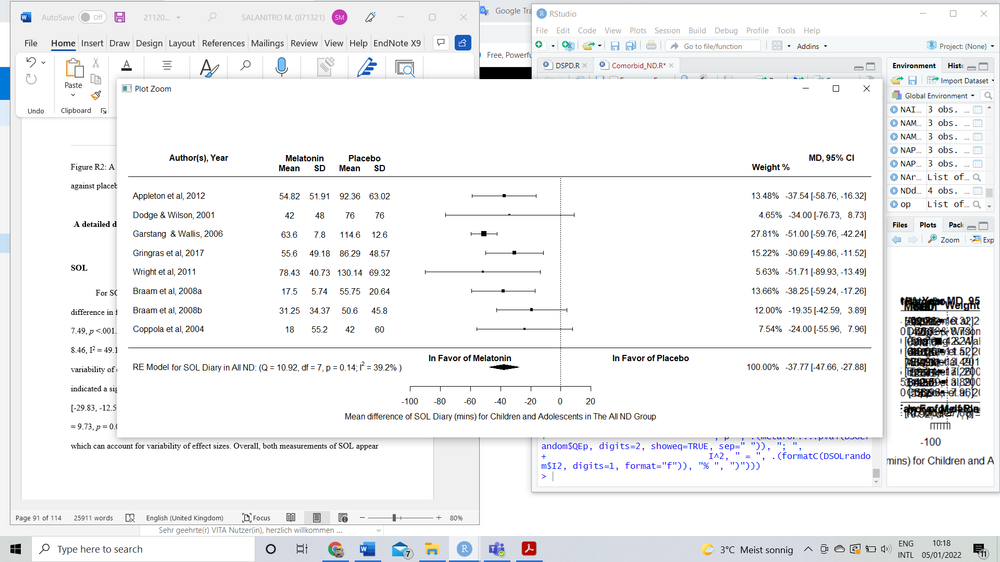 AutoSave Off 21120... SALANITRO M. (871321) SM
File Home Insert Draw Design Layout References Mailings Review View Help EndNote X9
Paste
Undo Clipboard
Figure R2: A
against placeb
A detailed d
SOL
For SO
difference in f
7.49, p <.001.
8.46, I² = 49.1
variability of
indicated a sig
[-29.83, -12.5
= 9.73, p = 0.0
which can account for variability of effect sizes. Overall, both measurements of SOL appear
Page 91 of 114 25911 words English (United Kingdom) Focus 80%
Sehr geehrte(r) VITA Nutzer(in), herzlich willkommen ...
Google Tra
Free, Powerfu
Plot Zoom
Author(s), Year Melatonin Placebo MD, 95% CI
Mean SD Mean SD Weight %
Appleton et al, 2012 54.82 51.91 92.36 63.02 13.48% -37.54 [-58.76, -16.32]
Dodge & Wilson, 2001 42 48 76 76 4.65% -34.00 [-76.73, 8.73]
Garstang & Wallis, 2006 63.6 7.8 114.6 12.6 27.81% -51.00 [-59.76, -42.24]
Gringras et al, 2017 55.6 49.18 86.29 48.57 15.22% -30.69 [-49.86, -11.52]
Wright et al, 2011 78.43 40.73 130.14 69.32 5.63% -51.71 [-89.93, -13.49]
Braam et al, 2008a 17.5 5.74 55.75 20.64 13.66% -38.25 [-59.24, -17.26]
Braam et al, 2008b 31.25 34.37 50.6 45.8 12.00% -19.35 [-42.59, 3.89]
Coppola et al, 2004 18 55.2 42 60 7.54% -24.00 [-55.96, 7.96]
In Favor of Melatonin In Favor of Placebo
RE Model for SOL Diary in All ND: (Q = 10.92, df = 7, p = 0.14; I² = 39.2% ) 100.00% -37.77 [-47.66, -27.88]
-100 -80 -60 -40 -20 0 20
Mean difference of SOL Diary (mins) for Children and Adolescents in The All ND Group
RStudio
File Edit Code View Plots Session Build Debug Profile Tools Help
Go to file/function Addins Project: (None)
DSPD.R Comorbid_ND.R*
andom$QEp, digits=2, showeq=TRUE, sep=" ")), "; ",
+ I^2, " = ", .(formatC(DSOLrando
m$I2, digits=1, format="f")), "% ", ")")))
>
Environment Histo
Import Dataset
Global Environment
NAI... 3 obs. ...
NAM... 3 obs. ...
NAM... 3 obs. ...
NAP... 3 obs. ...
NAP... 3 obs. ...
NAr... List of...
NDd... 4 obs. ...
op List of...
Files Plots Pack
Zoom Exp
-100
mins) for Children and A
Type here to search 7 3°C Meist sonnig ENG INTL 10:18 05/01/2022 11